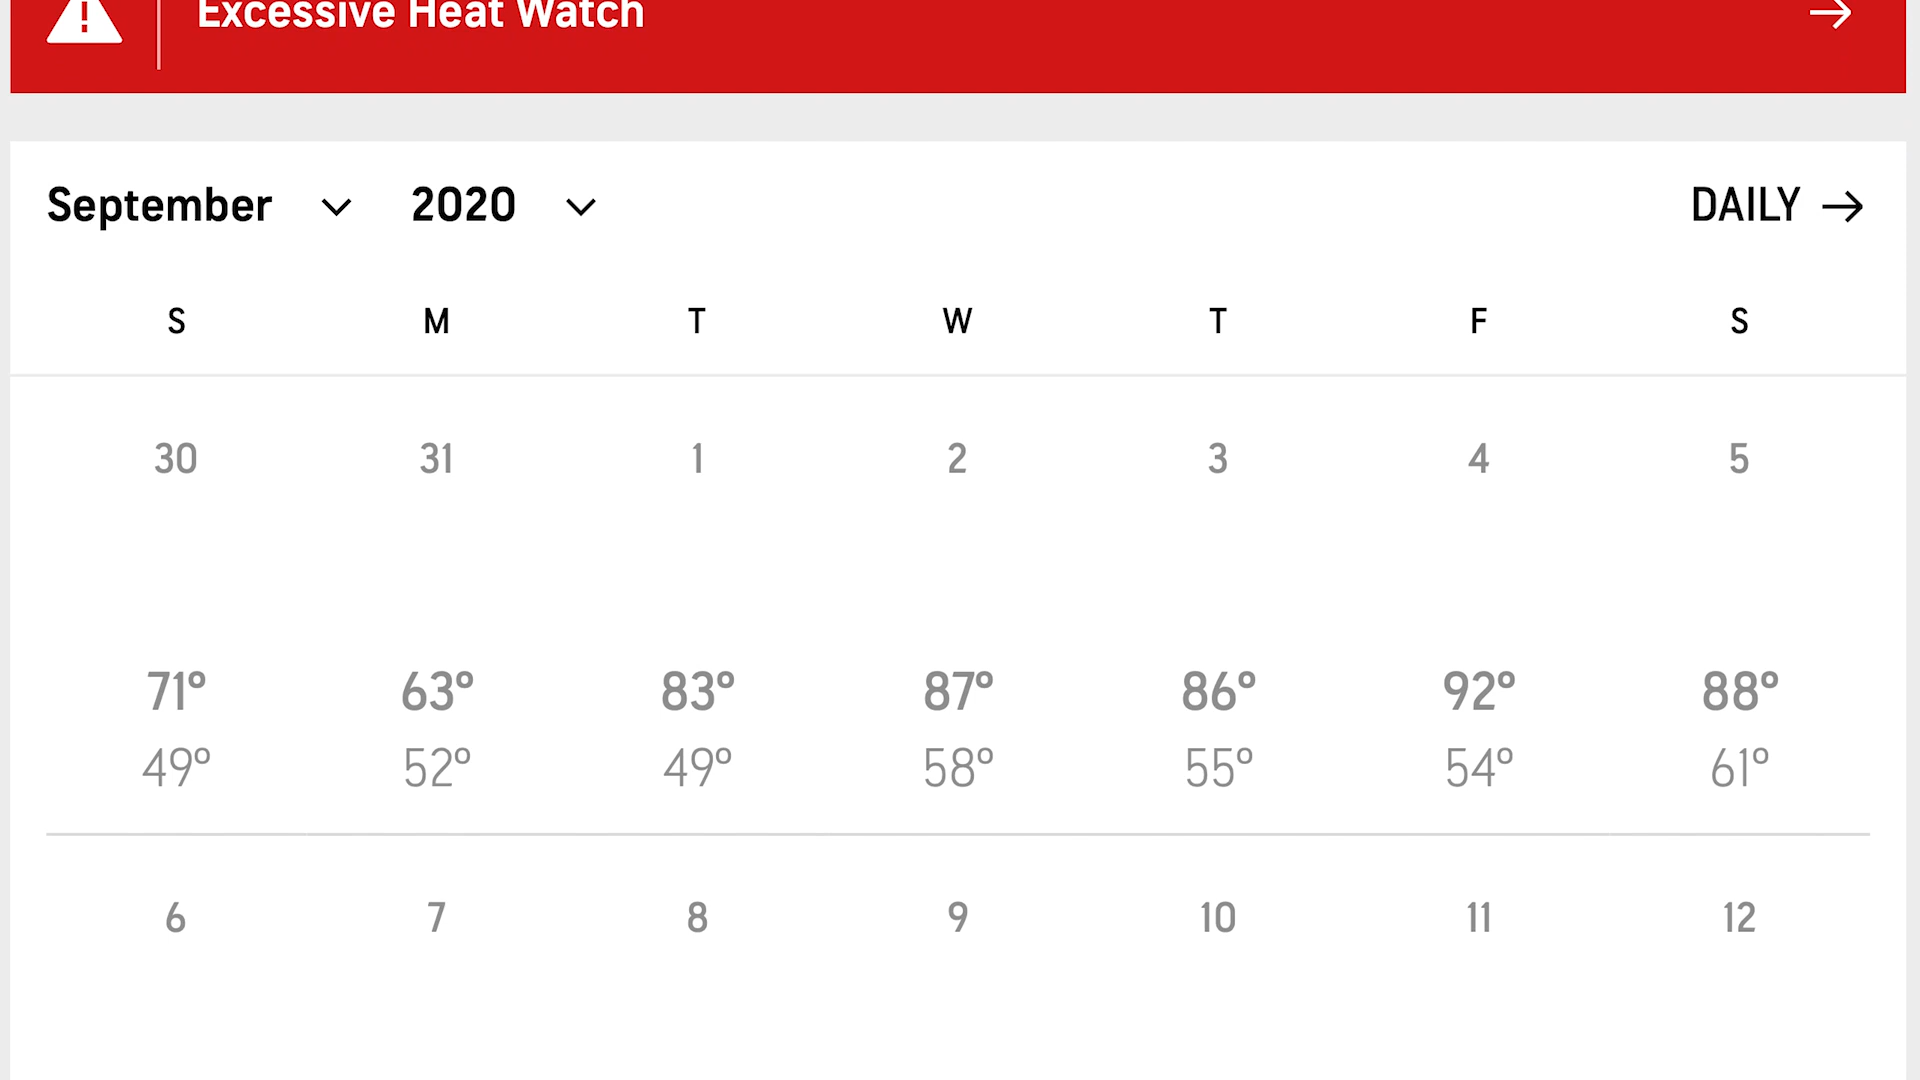 Excessive Heat Watch
September 2020 DAILY
S M T W T F S
30 31 1 2 3 4 5
71° 63° 83° 87° 86° 92° 88°
49° 52° 49° 58° 55° 54° 61°
6 7 8 9 10 11 12